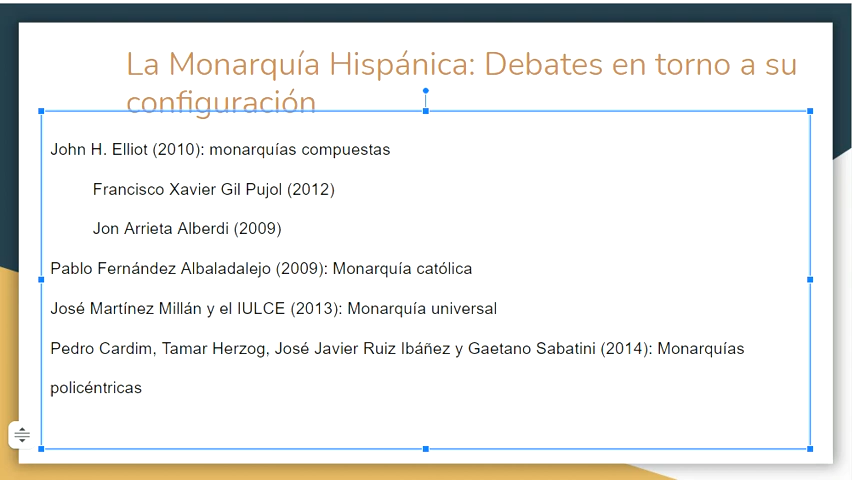 La Monarquía Hispánica: Debates en torno a su
configuración
John H. Elliot (2010): monarquías compuestas
Francisco Xavier Gil Pujol (2012)
Jon Arrieta Alberdi (2009)
Pablo Fernández Albaladalejo (2009): Monarquía católica
José Martínez Millán y el IULCE (2013): Monarquía universal
Pedro Cardim, Tamar Herzog, José Javier Ruiz Ibáñez y Gaetano Sabatini (2014): Monarquías
policéntricas